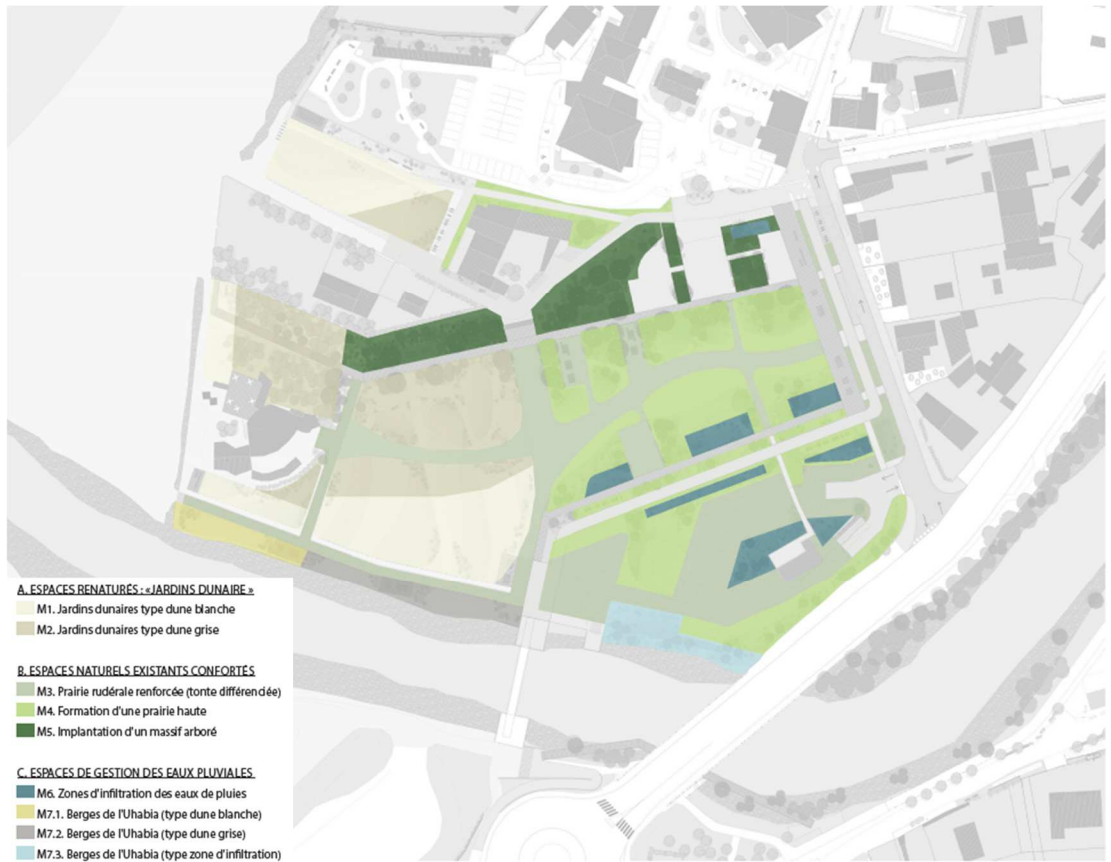 A. ESPACES RENATURÉS : «JARDINS DUNAIRE »
M1. Jardins dunaires type dune blanche
M2. Jardins dunaires type dune grise
B. ESPACES NATURELS EXISTANTS CONFORTÉS
M3. Prairie rudérale renforcée (tonte différenciée)
M4. Formation d'une prairie haute
M5. Implantation d'un massif arboré
C. ESPACES DE GESTION DES EAUX PLUVIALES
M6. Zones d'infiltration des eaux de pluies
M7.1. Berges de l'Uhabia (type dune blanche)
M7.2. Berges de l'Uhabia (type dune grise)
M7.3. Berges de l'Uhabia (type zone d'infiltration)